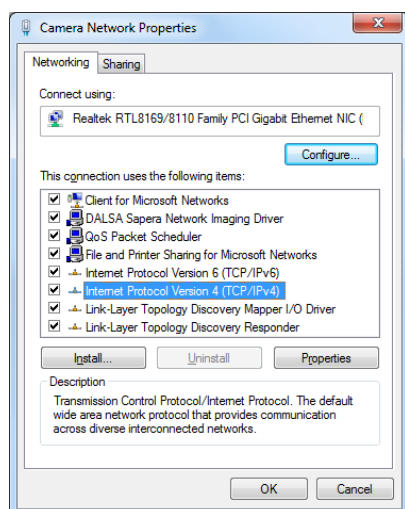 Camera Network Properties
X
Networking
Sharing
Connect using:
Realtek RTL8169/8110 Family PCI Gigabit Ethernet NIC (
Configure...
This connection uses the following items:
Client for Microsoft Networks
DALSA Sapera Network Imaging Driver
QoS Packet Scheduler
File and Printer Sharing for Microsoft Networks
Internet Protocol Version 6 (TCP/IPv6)
Internet Protocol Version 4 (TCP/IPv4)
Link-Layer Topology Discovery Mapper I/O Driver
Link-Layer Topology Discovery Responder
Install...
Uninstall
Properties
Description
Transmission Control Protocol/Internet Protocol. The default
wide area network protocol that provides communication
across diverse interconnected networks.
OK
Cancel